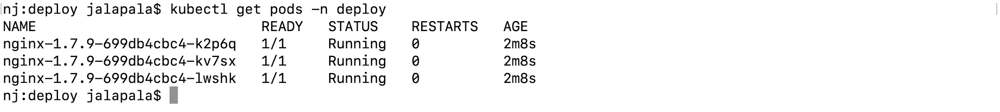 [nj:deploy jalapala$ kubectl get pods -n deploy ]
NAME READY STATUS RESTARTS AGE
nginx-1.7.9-699db4cbc4-k2p6q 1/1 Running 0 2m8s
nginx-1.7.9-699db4cbc4-kv7sx 1/1 Running 0 2m8s
nginx-1.7.9-699db4cbc4-lwshk 1/1 Running 0 2m8s
nj:deploy jalapala$